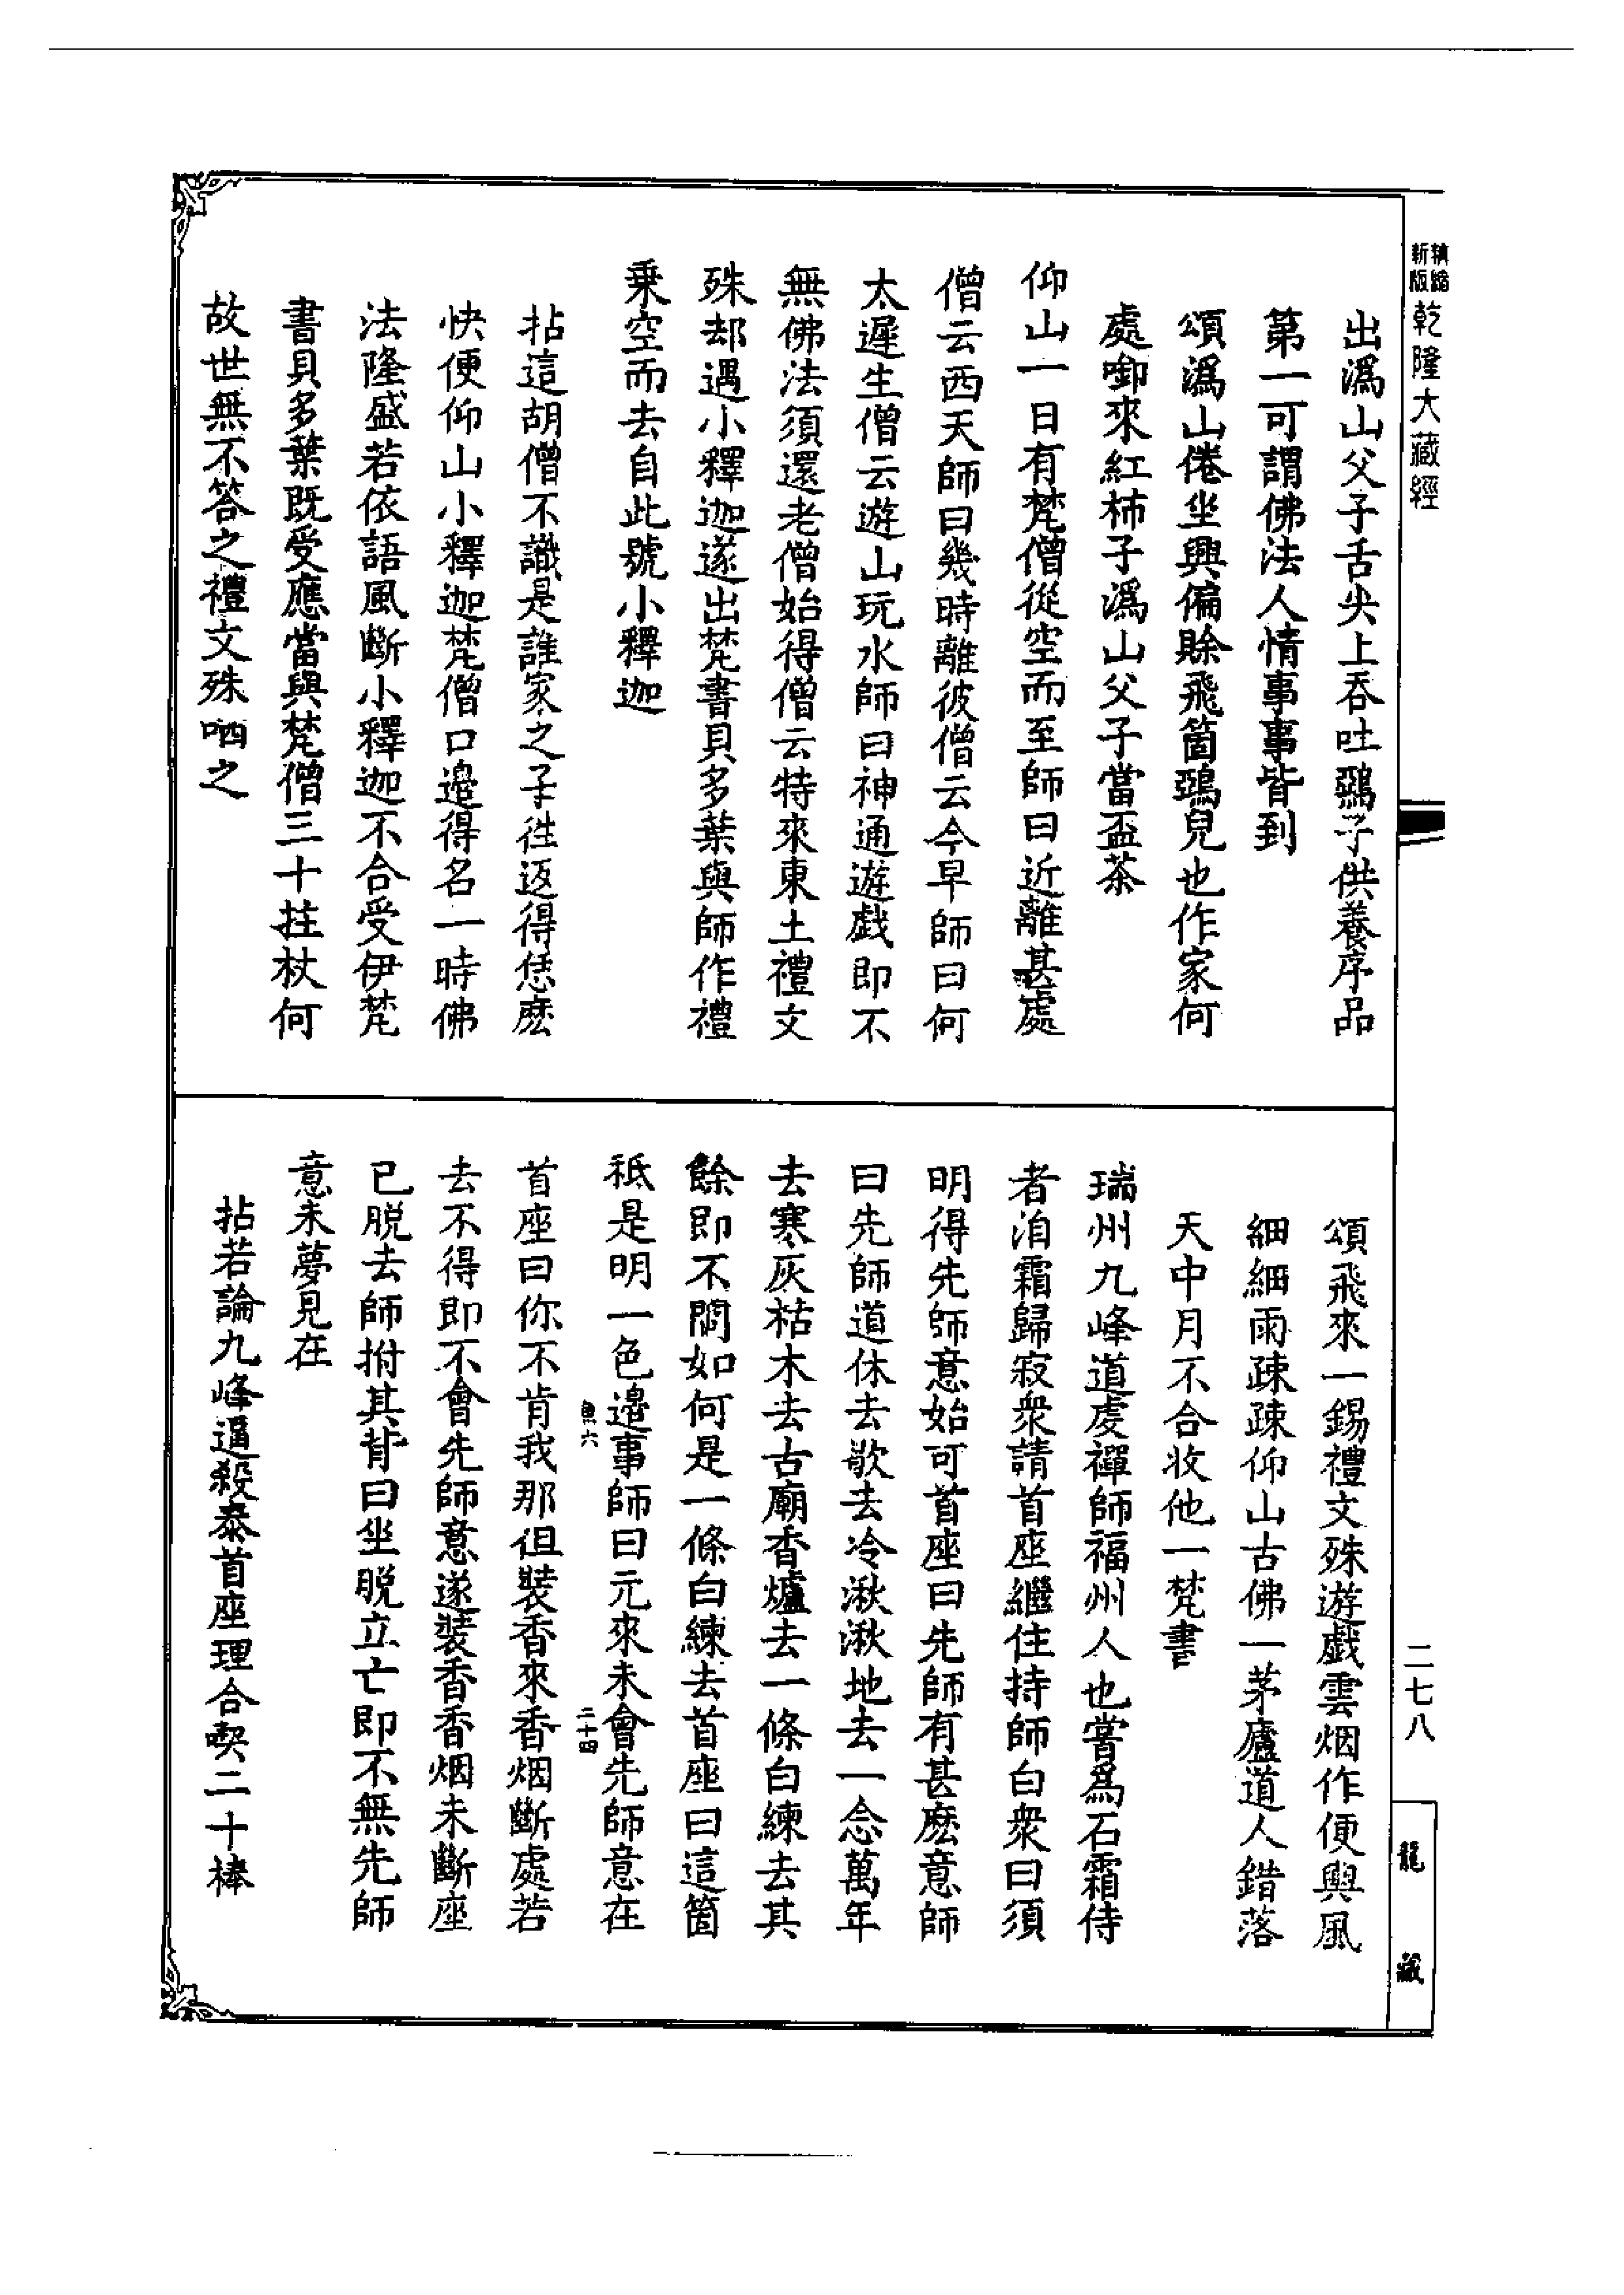 新版縮積乾隆大藏經
出溈山父子舌尖上吞吐鵶子供養序品
第一可謂佛法人情事事皆到
頌溈山倦坐興偏賒飛箇鵶兒也作家何
處啣來紅柿子溈山父子當盃茶
仰山一日有梵僧從空而至師曰近離甚處
僧云西天師曰幾時離彼僧云今早師曰何
太遲生僧云遊山玩水師曰神通遊戲即不
無佛法須還老僧始得僧云特來東土禮文
殊却遇小釋迦遂出梵書貝多葉與師作禮
乗空而去自此號小釋迦
拈這胡僧不識是誰家之子徃返得恁麽
快便仰山小釋迦梵僧口邉得名一時佛
法隆盛若依語風斷小釋迦不合受伊梵
書貝多葉既受應當與梵僧三十拄杖何
故世無不答之禮文殊哂之
頌飛來一錫禮文殊遊戲雲烟作便輿風
細細雨疎疎仰山古佛一茅廬道人錯落
天中月不合收他一梵書
瑞州九峰道虔禪師福州人也嘗爲石霜侍
者洎霜歸寂衆請首座繼住持師白衆曰須
明得先師意始可首座曰先師有甚麽意師
曰先師道休去歇去冷湫湫地去一念萬年
去寒灰枯木去古廟香爐去一條白練去其
餘即不問如何是一條白練去首座曰這箇
秪是明一色邉事師曰元來未會先師意在
魚六
二十四
首座曰你不肯我那但裝香來香烟斷處若
去不得即不會先師意遂裝香香烟未斷座
已脱去師拊其背曰坐脱立亡即不無先師
意未夢見在
拈若論九峰逼殺泰首座理合喫二十棒
二七八
龍藏